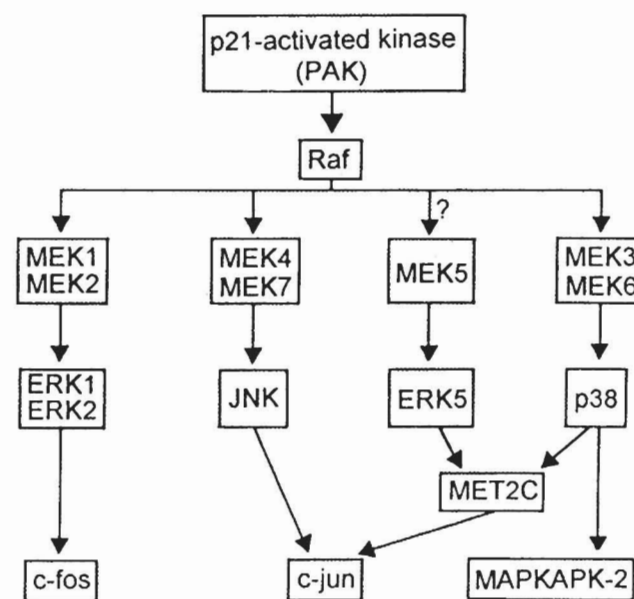 p21-activated kinase
(PAK)
Raf
?
MEK1
MEK2
MEK4
MEK7
MEK5
MEK3
MEK6
ERK1
ERK2
JNK
ERK5
p38
MET2C
c-fos
c-jun
MAPKAPK-2